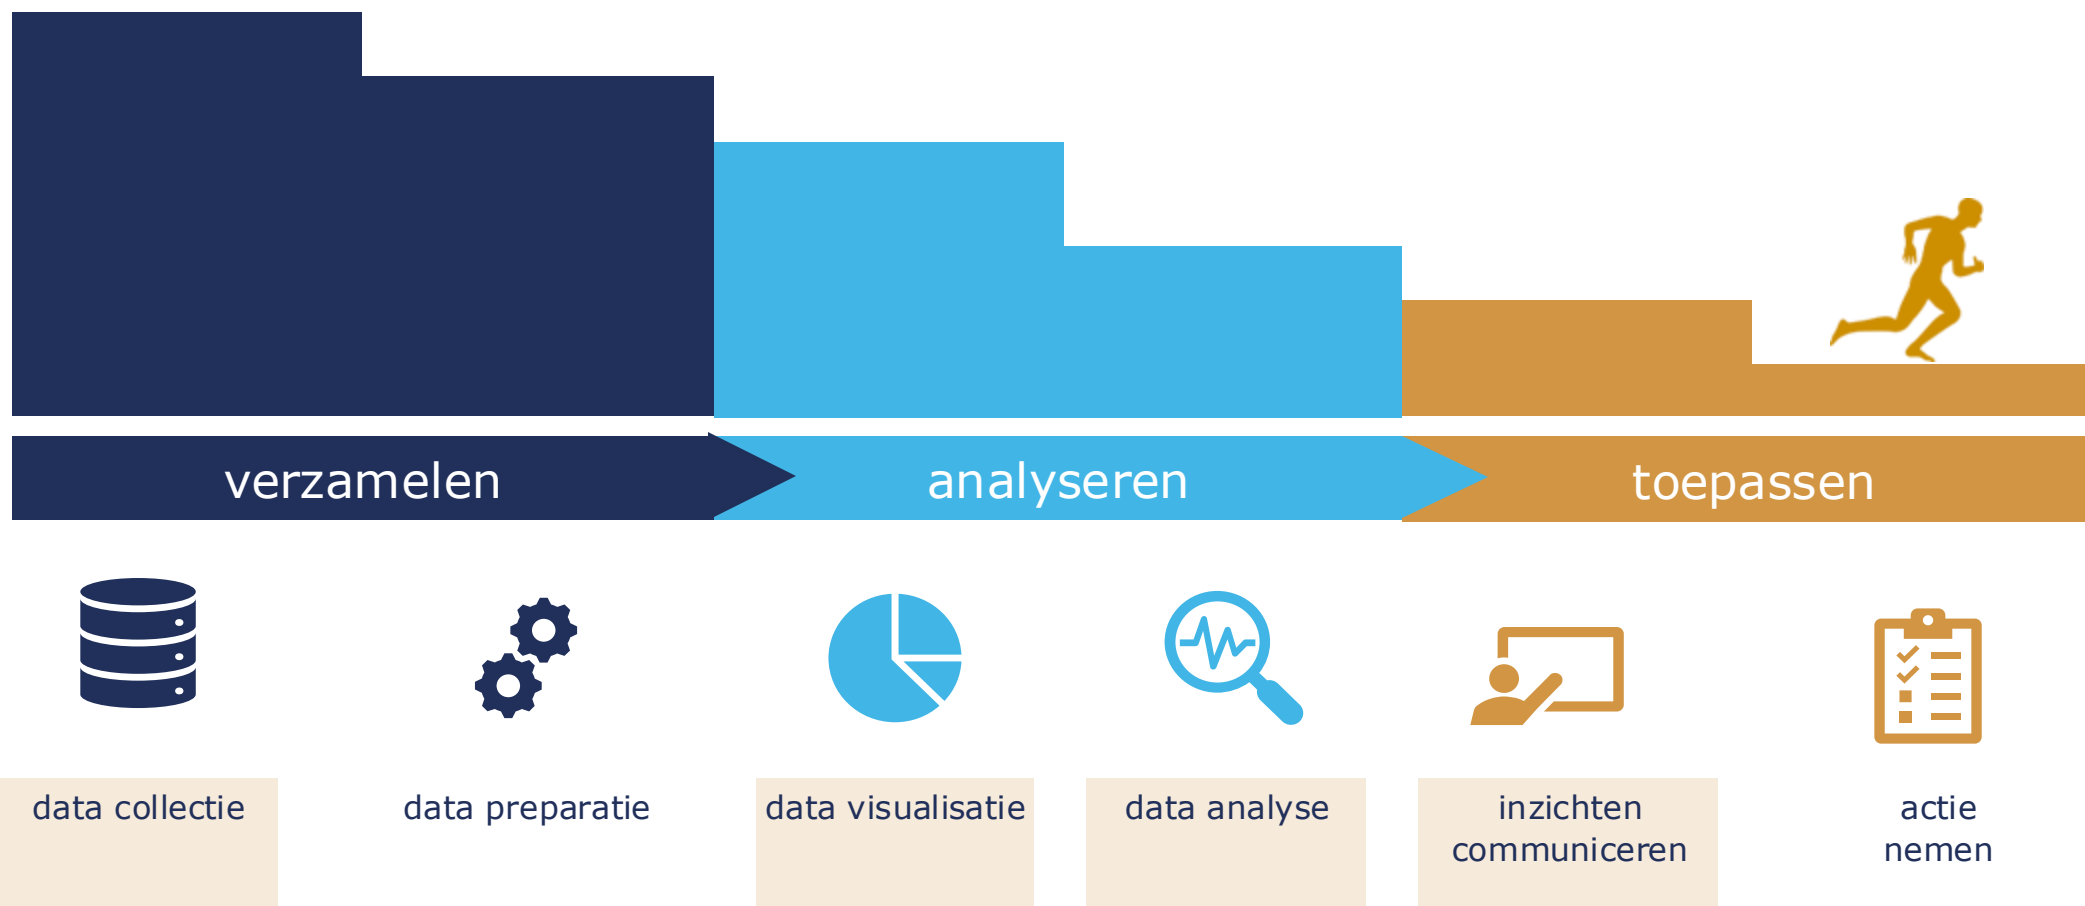 verzamelen
analyseren
toepassen
data collectie
data preparatie
data visualisatie
data analyse
inzichten
communiceren
actie
nemen